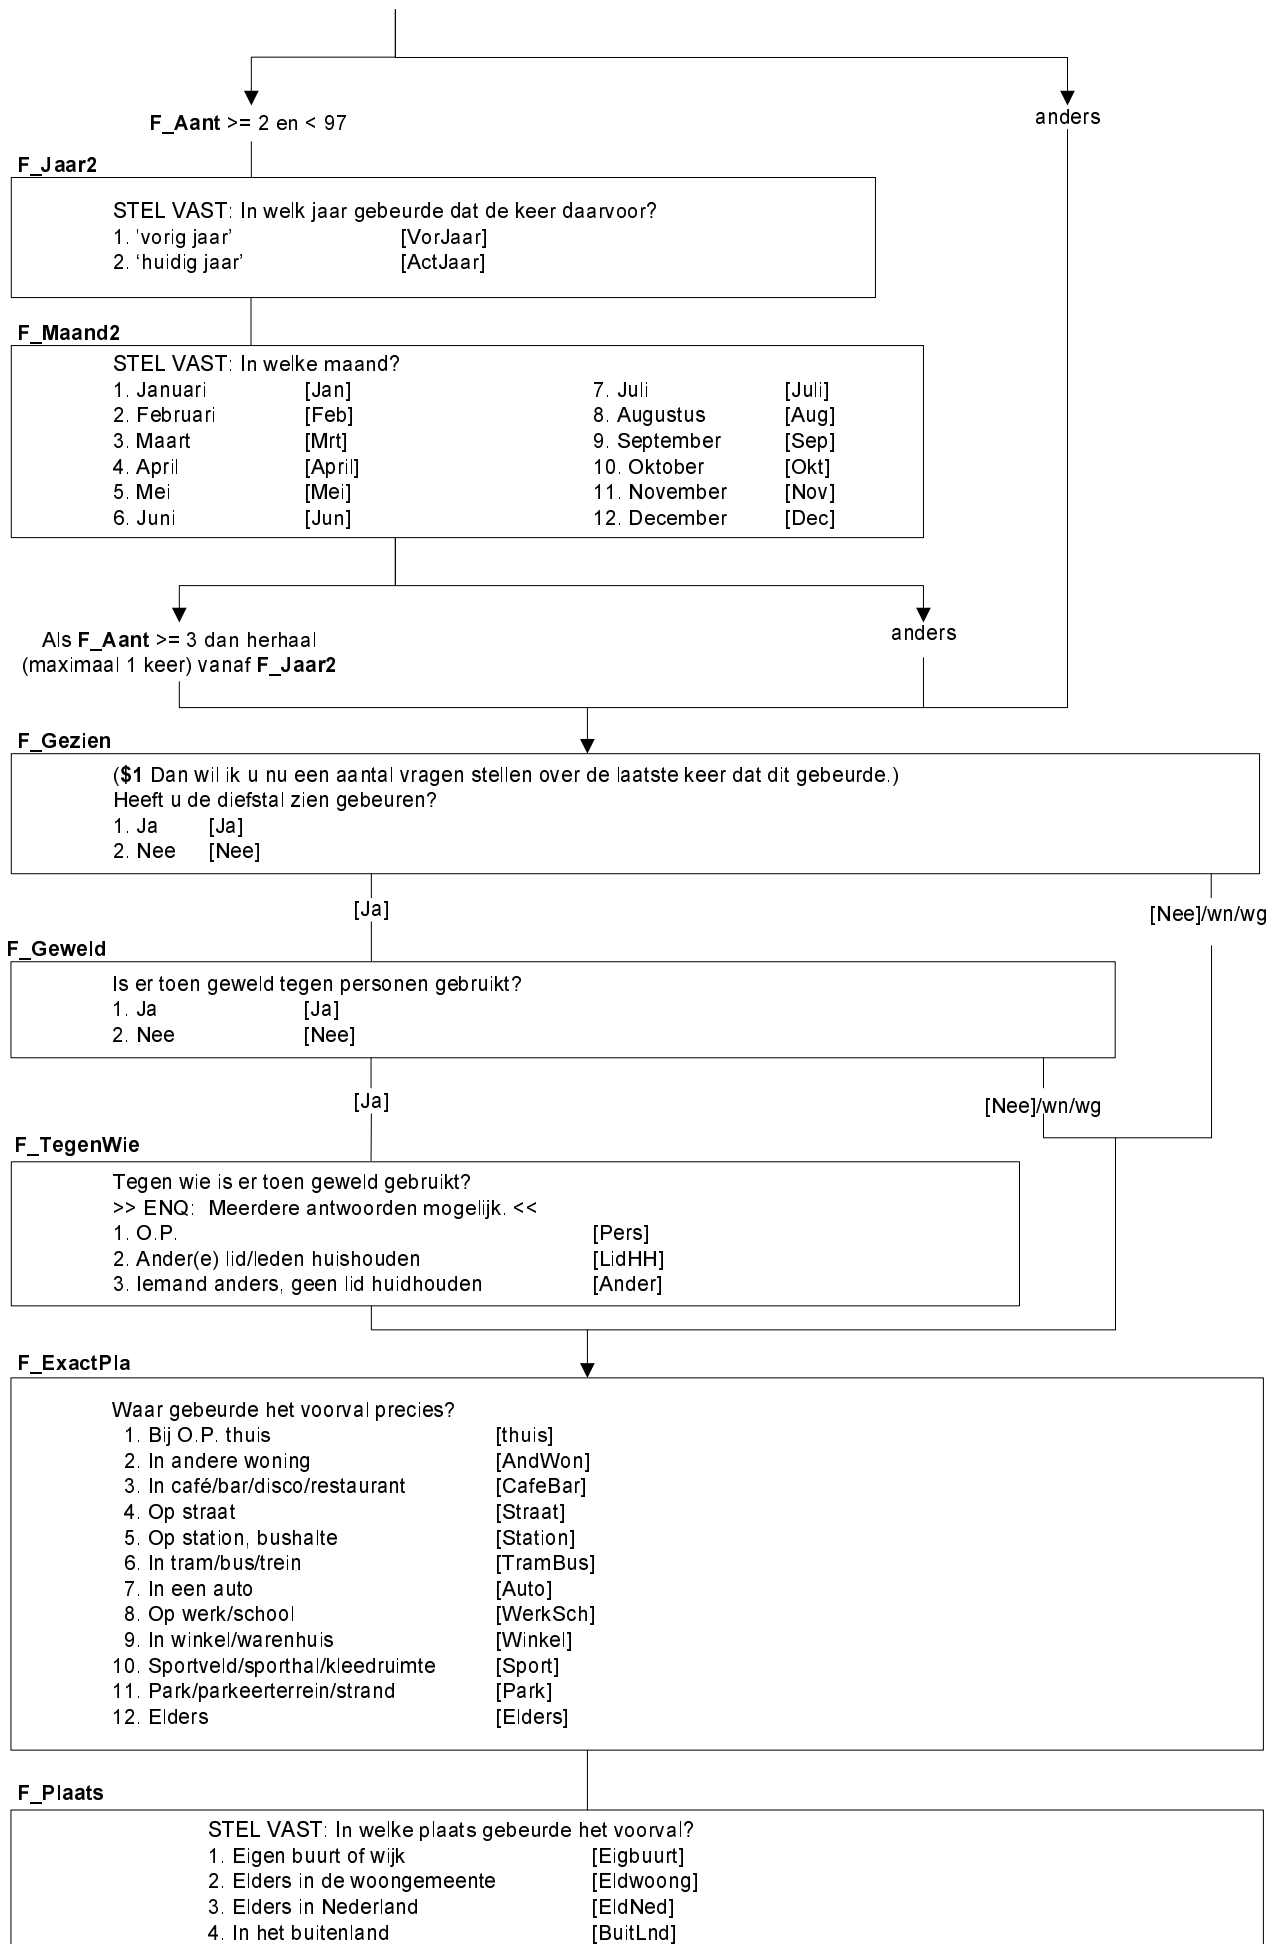 F_Aant >= 2 en < 97
anders
F_Jaar2
STEL VAST: In welk jaar gebeurde dat de keer daarvoor?
1. 'vorig jaar' [VorJaar]
2. 'huidig jaar' [ActJaar]
F_Maand2
STEL VAST: In welke maand?
1. Januari [Jan] 7. Juli [Juli]
2. Februari [Feb] 8. Augustus [Aug]
3. Maart [Mrt] 9. September [Sep]
4. April [April] 10. Oktober [Okt]
5. Mei [Mei] 11. November [Nov]
6. Juni [Jun] 12. December [Dec]
Als F_Aant >= 3 dan herhaal
(maximaal 1 keer) vanaf F_Jaar2
anders
F_Gezien
($1 Dan wil ik u nu een aantal vragen stellen over de laatste keer dat dit gebeurde.)
Heeft u de diefstal zien gebeuren?
1. Ja [Ja]
2. Nee [Nee]
[Ja]
[Nee]/wn/wg
F_Geweld
Is er toen geweld tegen personen gebruikt?
1. Ja [Ja]
2. Nee [Nee]
[Ja]
[Nee]/wn/wg
F_TegenWie
Tegen wie is er toen geweld gebruikt?
>> ENQ: Meerdere antwoorden mogelijk. <<
1. O.P. [Pers]
2. Ander(e) lid/leden huishouden [LidHH]
3. Iemand anders, geen lid huidhouden [Ander]
F_ExactPla
Waar gebeurde het voorval precies?
1. Bij O.P. thuis [thuis]
2. In andere woning [AndWon]
3. In café/bar/disco/restaurant [CafeBar]
4. Op straat [Straat]
5. Op station, bushalte [Station]
6. In tram/bus/trein [TramBus]
7. In een auto [Auto]
8. Op werk/school [WerkSch]
9. In winkel/warenhuis [Winkel]
10. Sportveld/sporthal/kleedruimte [Sport]
11. Park/parkeerterrein/strand [Park]
12. Elders [Elders]
F_Plaats
STEL VAST: In welke plaats gebeurde het voorval?
1. Eigen buurt of wijk [Eigbuurt]
2. Elders in de woongemeente [Eldwoong]
3. Elders in Nederland [EldNed]
4. In het buitenland [BuitLnd]